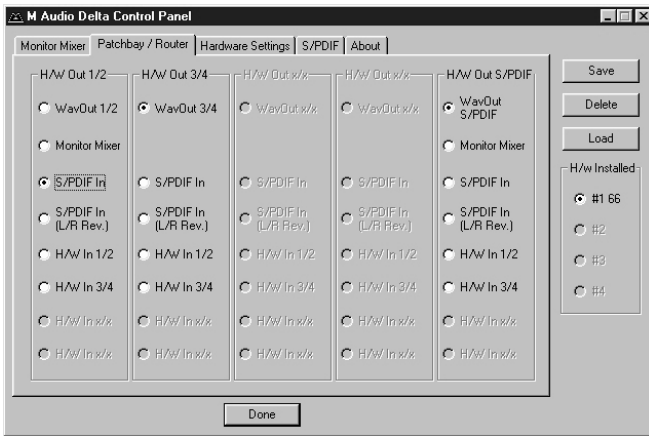 M Audio Delta Control Panel
Monitor Mixer Patchbay / Router Hardware Settings S/PDIF About
H/W Out 1/2
WavOut 1/2
Monitor Mixer
S/PDIF In
S/PDIF In
(L/R Rev.)
H/W In 1/2
H/W In 3/4
H/W In x/x
H/W In x/x
H/W Out 3/4
WavOut 3/4
S/PDIF In
S/PDIF In
(L/R Rev.)
H/W In 1/2
H/W In 3/4
H/W In x/x
H/W In x/x
H/W Out x/x
WavOut x/x
S/PDIF In
S/PDIF In
(L/R Rev.)
H/W In 1/2
H/W In 3/4
H/W In x/x
H/W In x/x
H/W Out x/x
WavOut x/x
S/PDIF In
S/PDIF In
(L/R Rev.)
H/W In 1/2
H/W In 3/4
H/W In x/x
H/W In x/x
H/W Out S/PDIF
WavOut
S/PDIF
Monitor Mixer
S/PDIF In
S/PDIF In
(L/R Rev.)
H/W In 1/2
H/W In 3/4
H/W In x/x
H/W In x/x
Save
Delete
Load
H/w Installed
#1 66
#2
#3
#4
Done